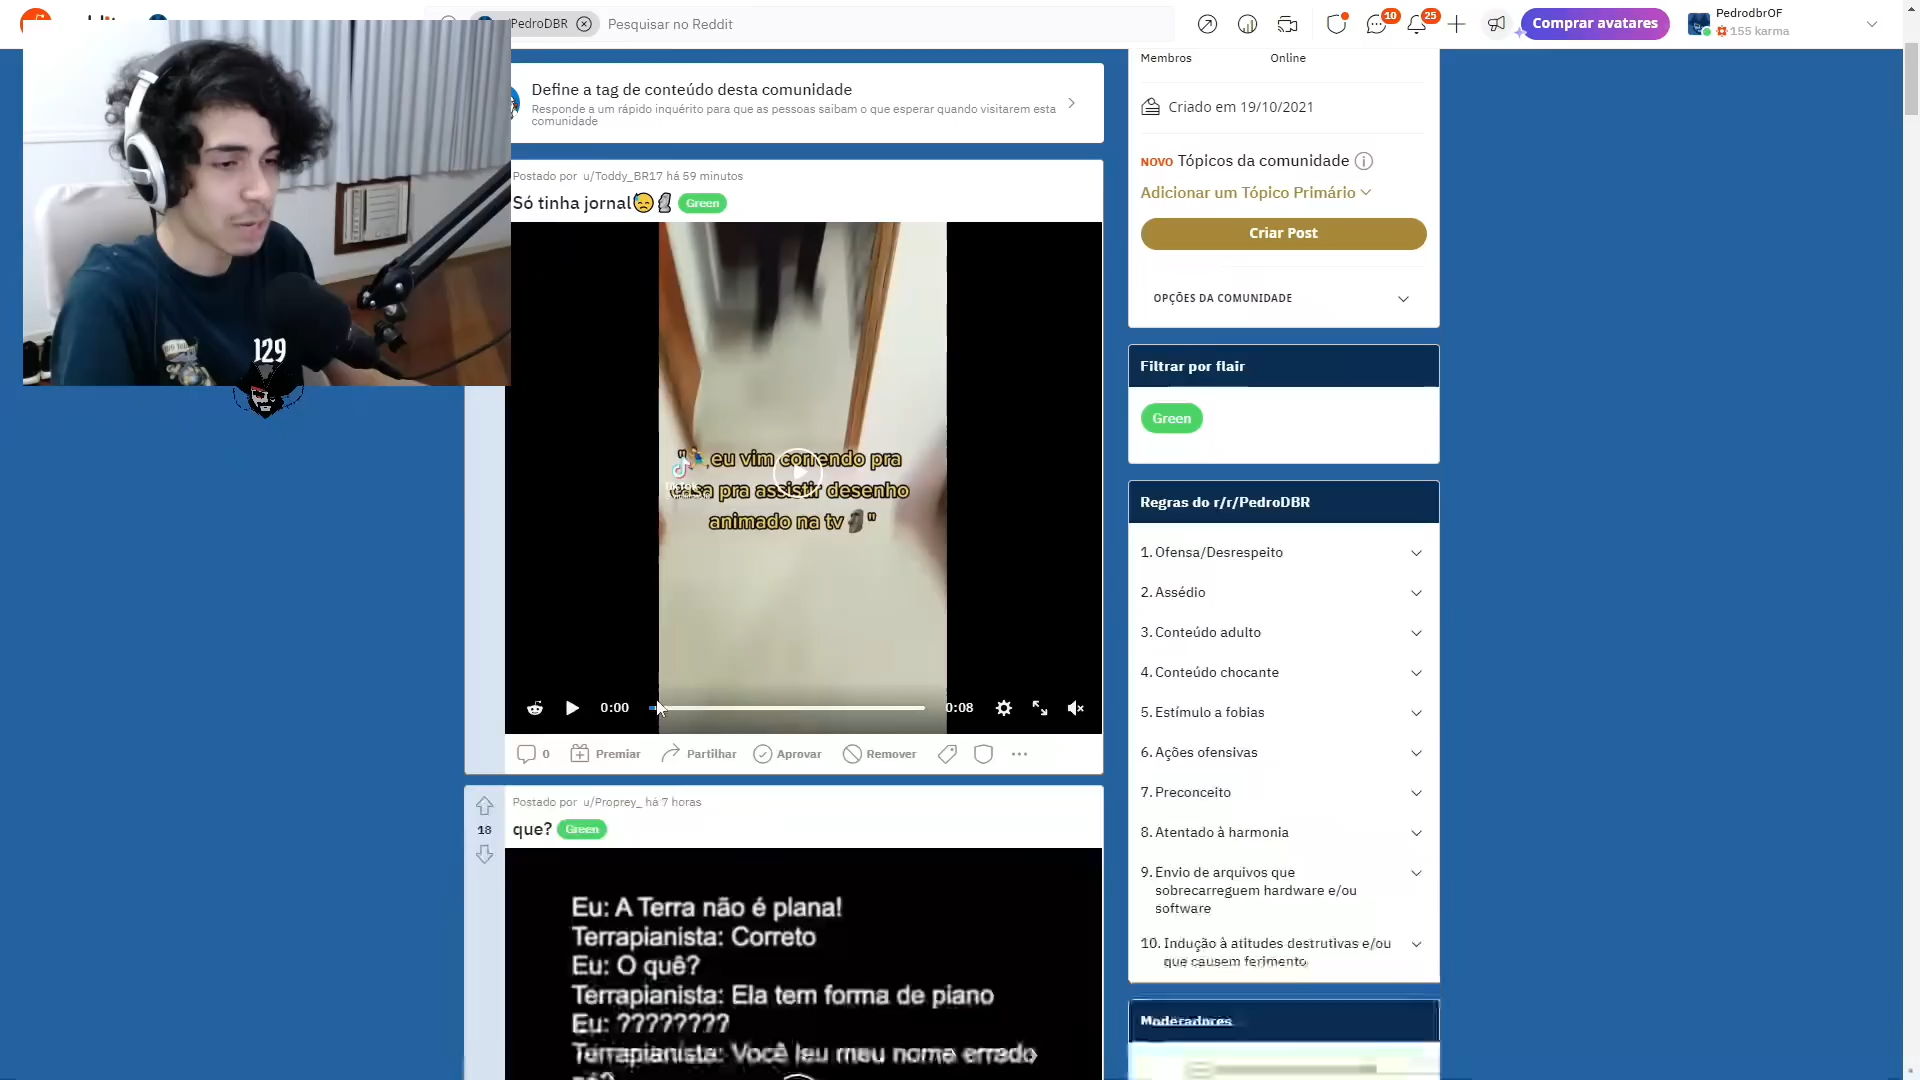 PedroDBR
Pesquisar no Reddit
10
25
Comprar avatares
PedrodbrOF
155 karma
Define a tag de conteúdo desta comunidade
Responde a um rápido inquérito para que as pessoas saibam o que esperar quando visitarem esta
comunidade
Postado por u/Toddy_BR17 há 59 minutos
Só tinha jornal😓🗿 Green
"🏃,eu vim correndo pra
pra assistir desenho
animado na tv 🗿"
0:00
0:08
0
Premiar
Partilhar
Aprovar
Remover
129
Postado por u/Proprey_ há 7 horas
18
que? Green
Eu: A Terra não é plana!
Terrapianista: Correto
Eu: O quê?
Terrapianista: Ela tem forma de piano
Eu: ????????
Terrapianista: Você leu meu nome errado
Membros
Online
Criado em 19/10/2021
NOVO Tópicos da comunidade
Adicionar um Tópico Primário
Criar Post
OPÇÕES DA COMUNIDADE
Filtrar por flair
Green
Regras do r/r/PedroDBR
1. Ofensa/Desrespeito
2. Assédio
3. Conteúdo adulto
4. Conteúdo chocante
5. Estímulo a fobias
6. Ações ofensivas
7. Preconceito
8. Atentado à harmonia
9. Envio de arquivos que
sobrecarreguem hardware e/ou
software
10. Indução à atitudes destrutivas e/ou
que causem ferimento
Moderadores